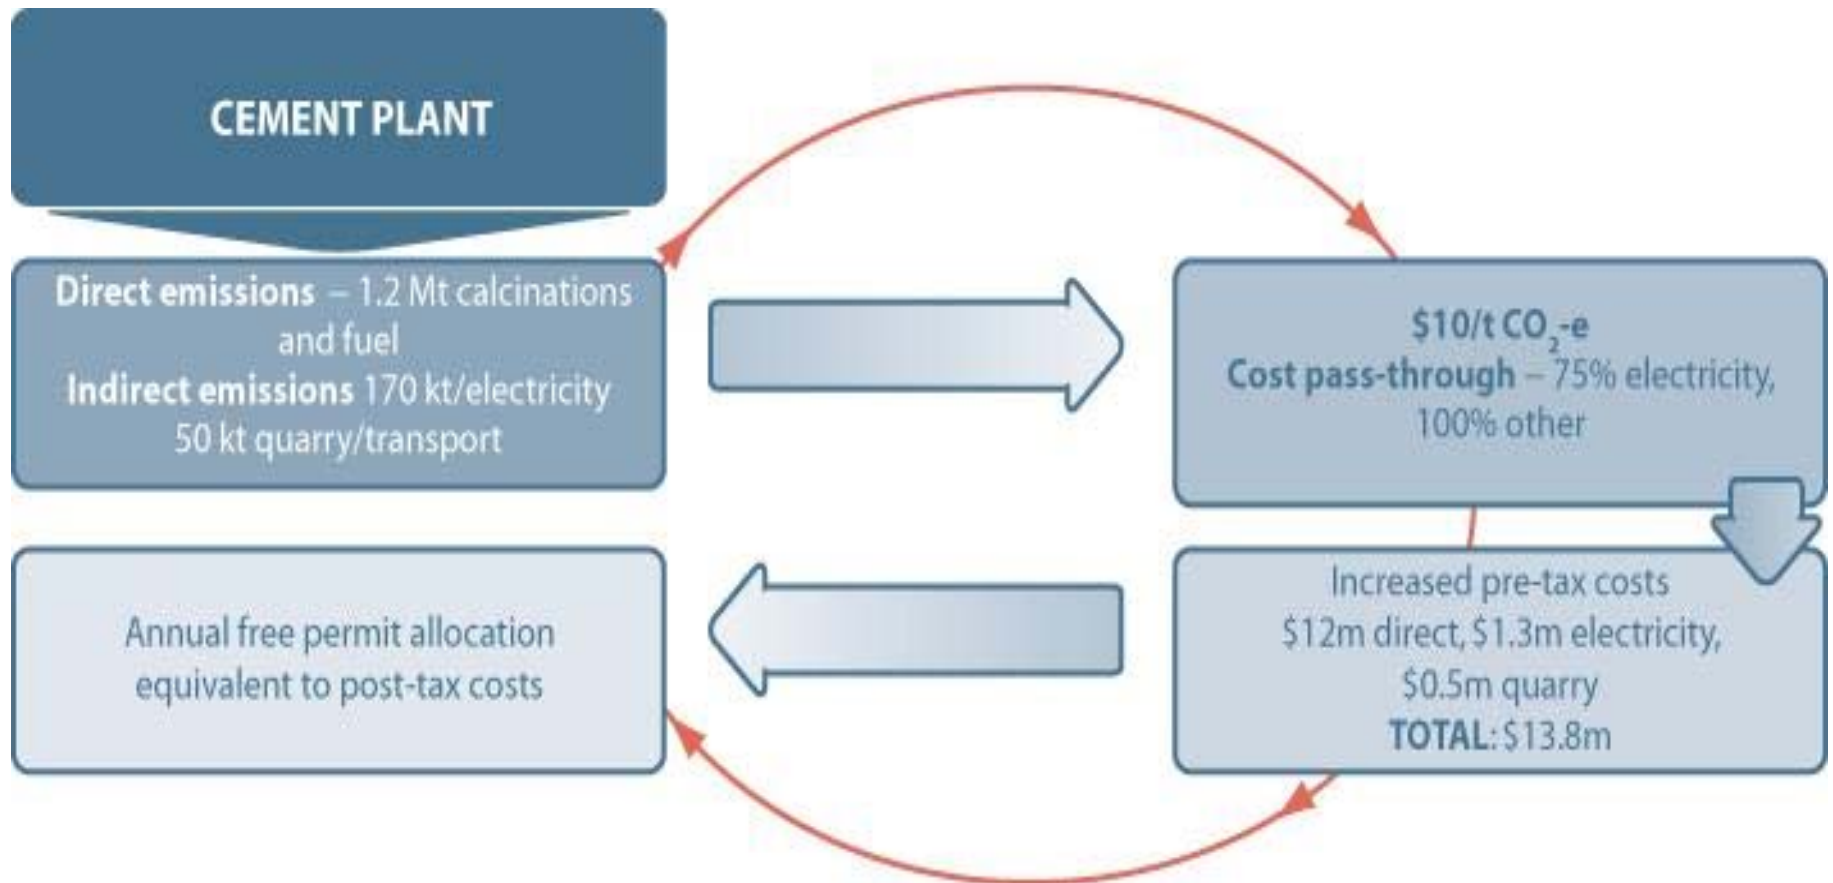 CEMENT PLANT
Direct emissions – 1.2 Mt calcinations
and fuel
Indirect emissions 170 kt/electricity
50 kt quarry/transport
$10/t CO₂-e
Cost pass-through – 75% electricity,
100% other
Increased pre-tax costs
$12m direct, $1.3m electricity,
$0.5m quarry
TOTAL: $13.8m
Annual free permit allocation
equivalent to post-tax costs